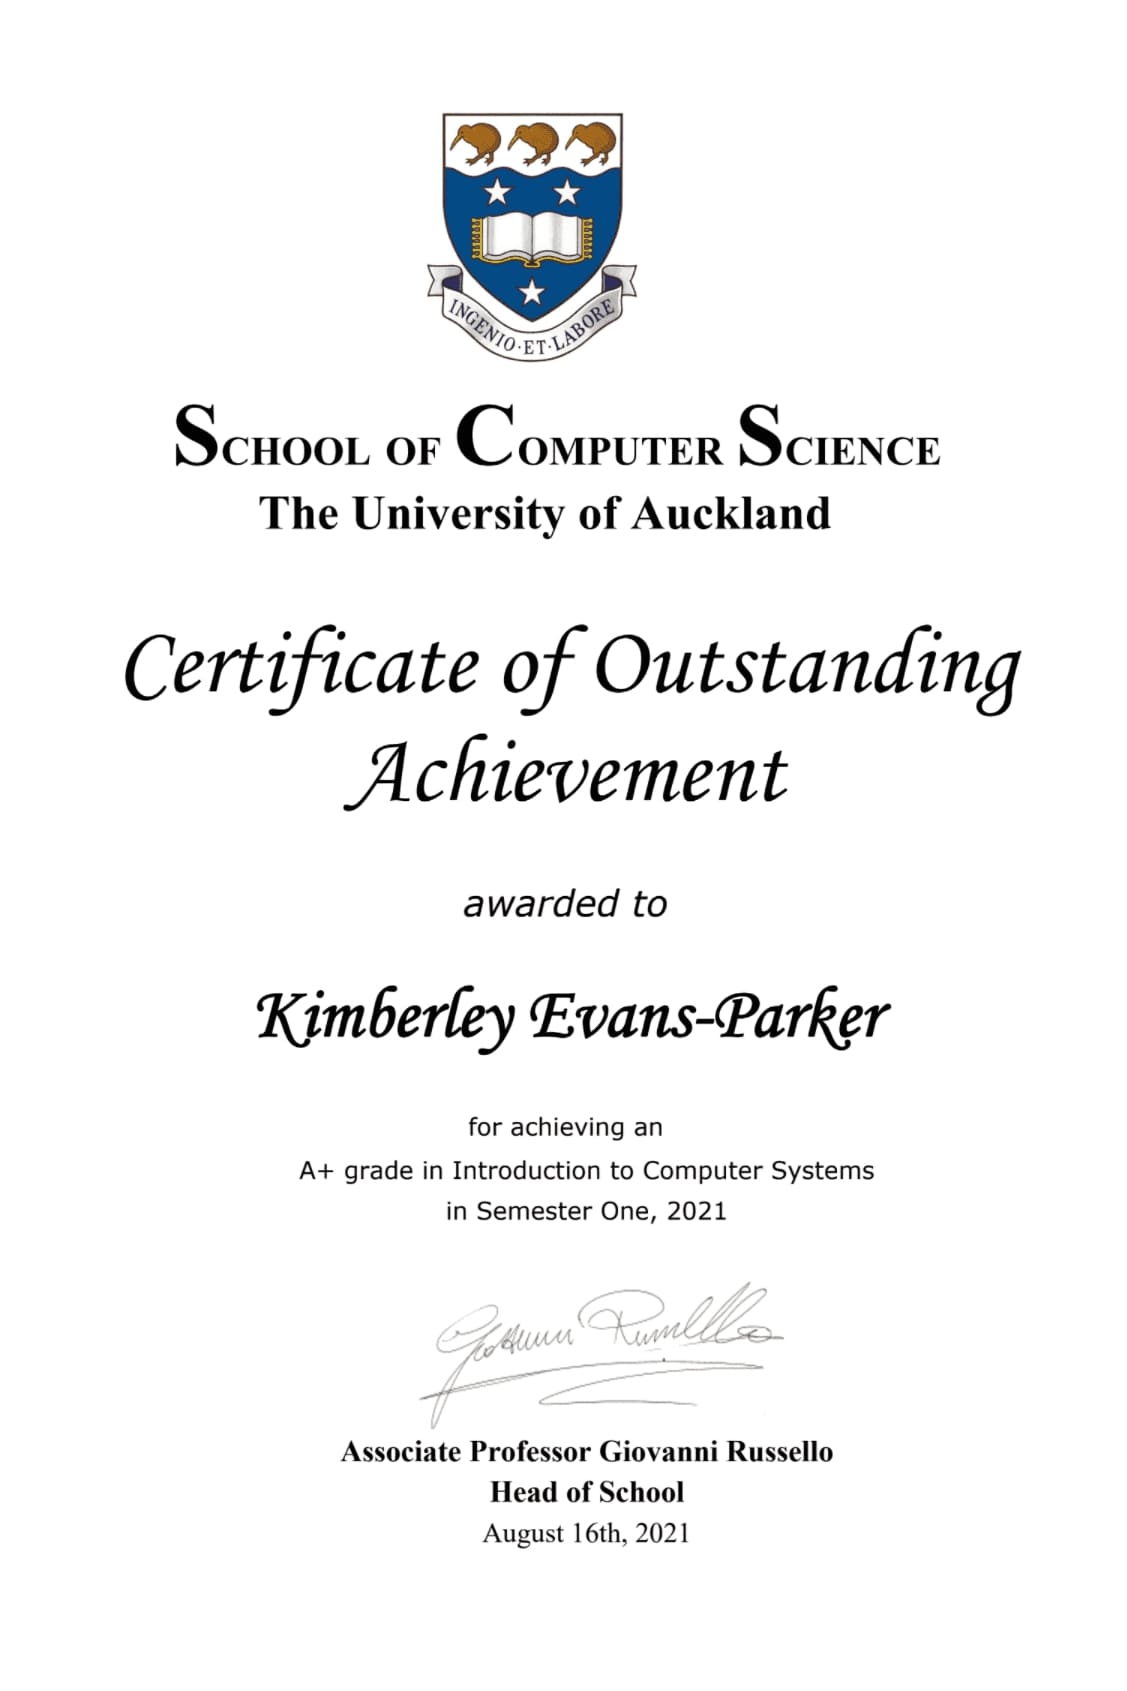 INGENIO·ET·LABORE
SCHOOL OF COMPUTER SCIENCE
The University of Auckland
Certificate of Outstanding
Achievement
awarded to
Kimberley Evans-Parker
for achieving an
A+ grade in Introduction to Computer Systems
in Semester One, 2021
Giovanni Russello
Associate Professor Giovanni Russello
Head of School
August 16th, 2021